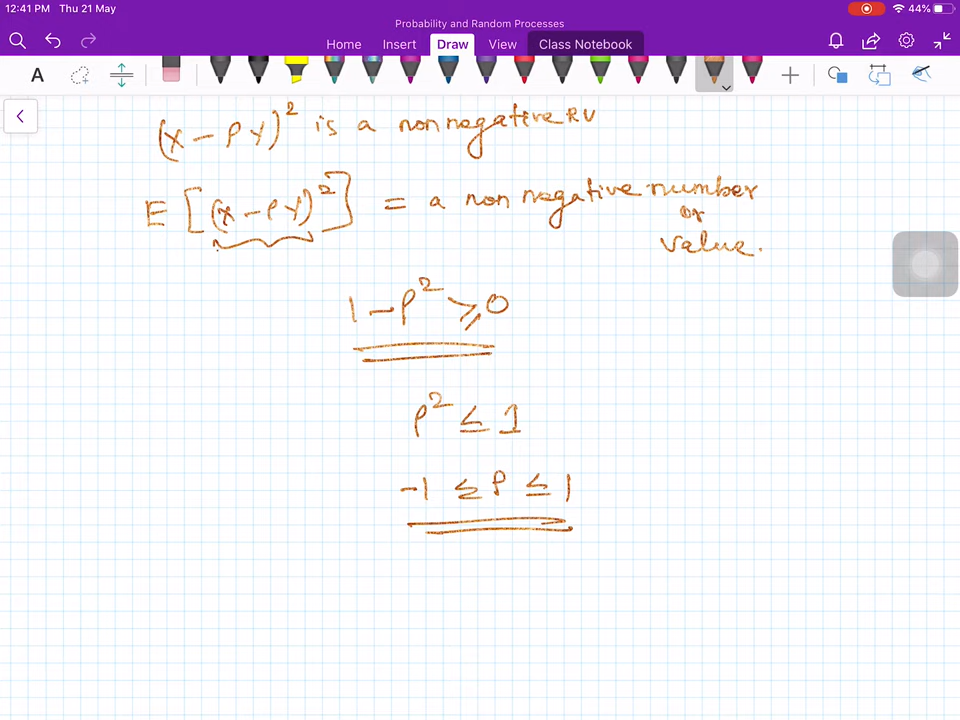 12:41 PM Thu 21 May
44%
Probability and Random Processes
Home Insert Draw View Class Notebook
A
(X - ρY)² is a non negative RV
E [(X - ρY)²] = a non negative number
or
value.
1 - ρ² ≥ 0
ρ² ≤ 1
-1 ≤ ρ ≤ 1